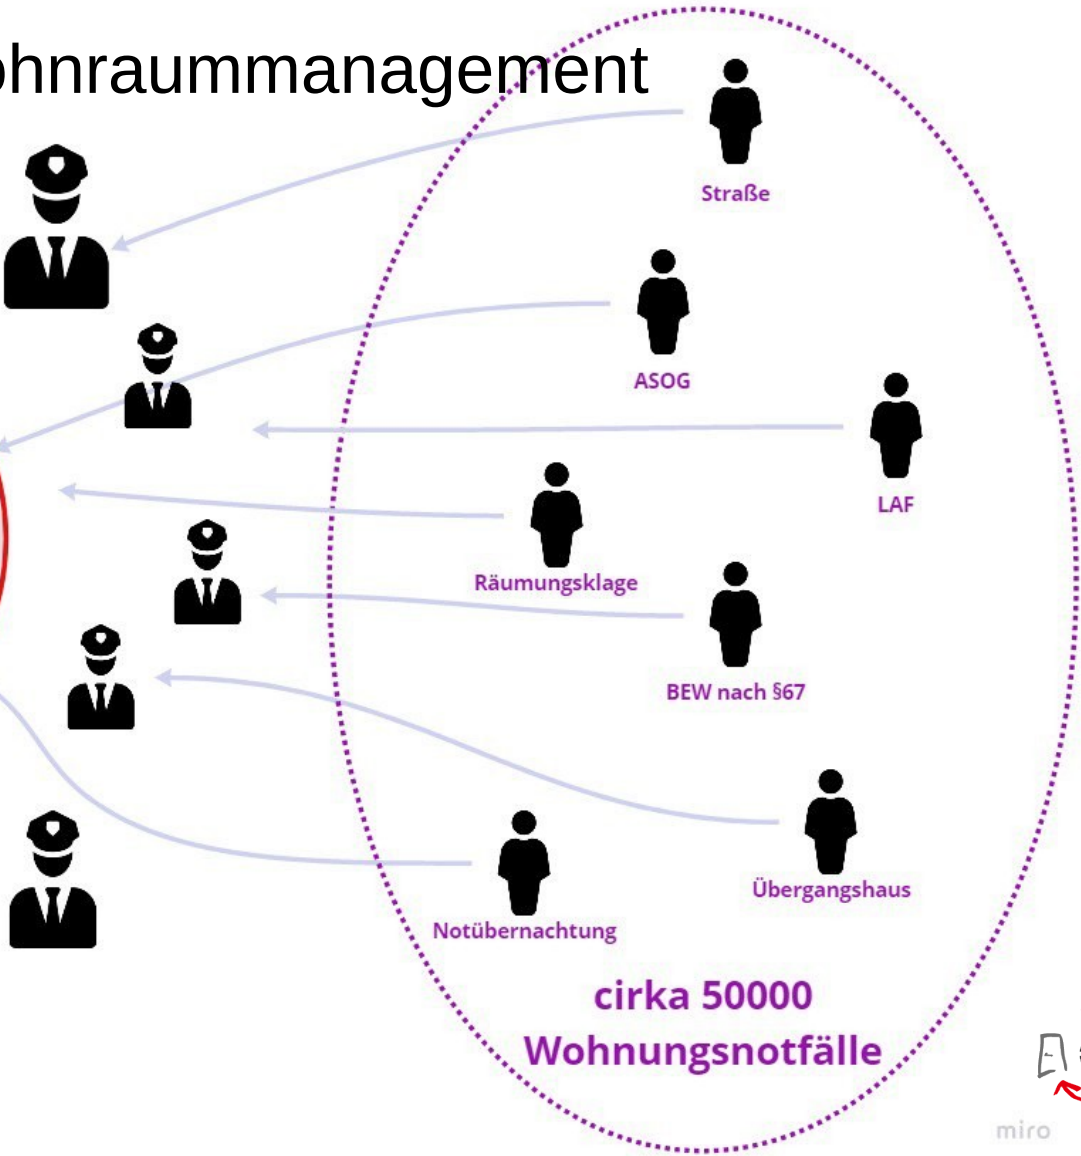 ohnraummanagement
Straße
ASOG
LAF
Räumungsklage
BEW nach §67
Übergangshaus
Notübernachtung
cirka 50000
Wohnungsnotfälle
miro